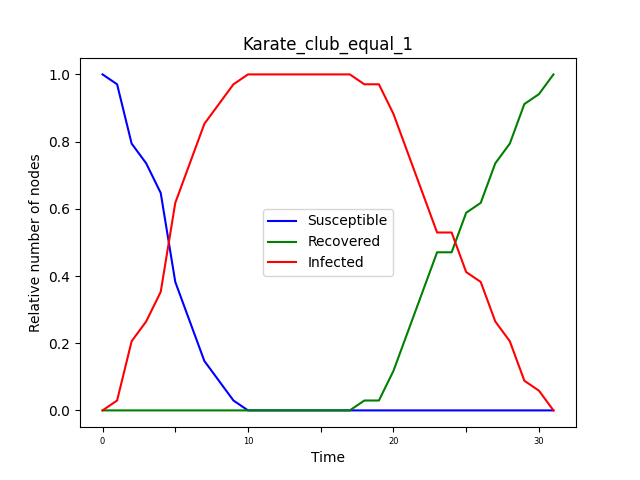 Karate_club_equal_1
1.0
0.8
0.6
0.4
0.2
0.0
Relative number of nodes
Susceptible
Recovered
Infected
0 10 20 30
Time